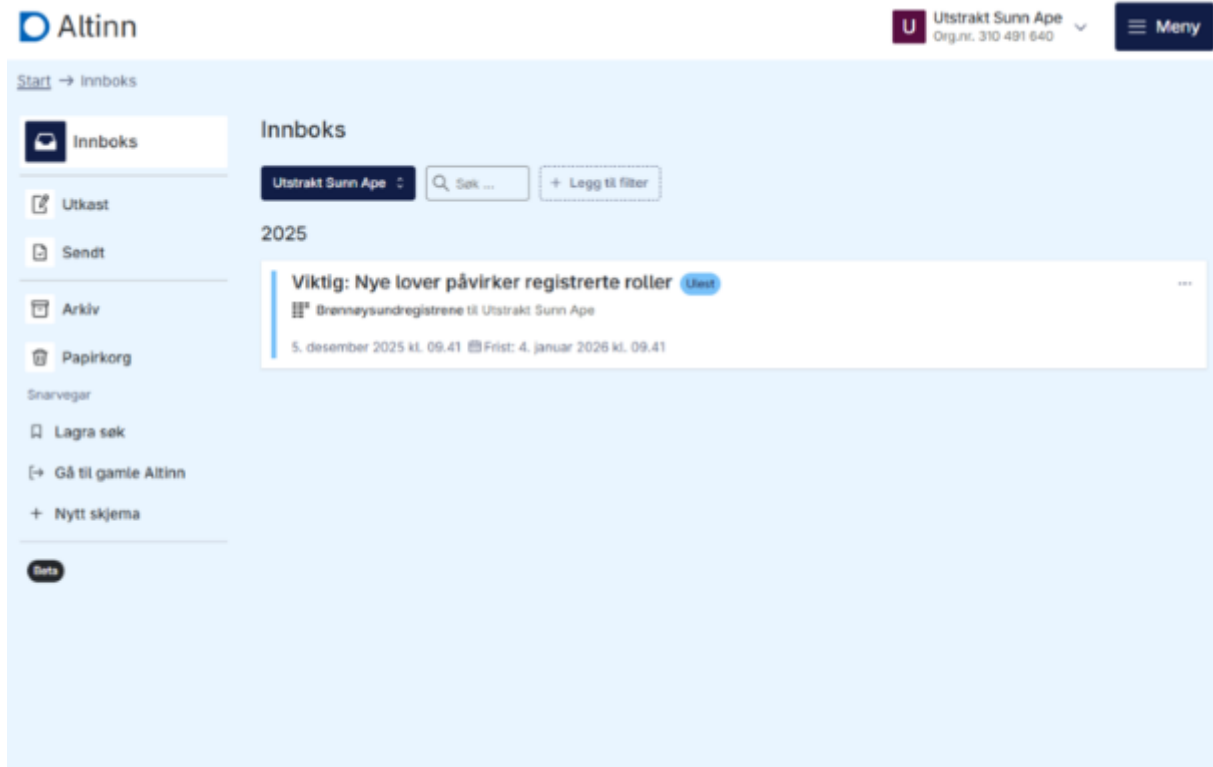 Altinn
U
Utstrakt Sunn Ape
Org.nr. 310 491 640
Meny
Start → Innboks
Innboks
Utkast
Sendt
Arkiv
Papirkorg
Snarvegar
Lagra søk
Gå til gamle Altinn
Nytt skjema
Beta
Innboks
Utstrakt Sunn Ape
Søk ...
+ Legg til filter
2025
Viktig: Nye lover påvirker registrerte roller Ulest
Brønnøysundregistrene til Utstrakt Sunn Ape
5. desember 2025 kl. 09.41 Frist: 4. januar 2026 kl. 09.41